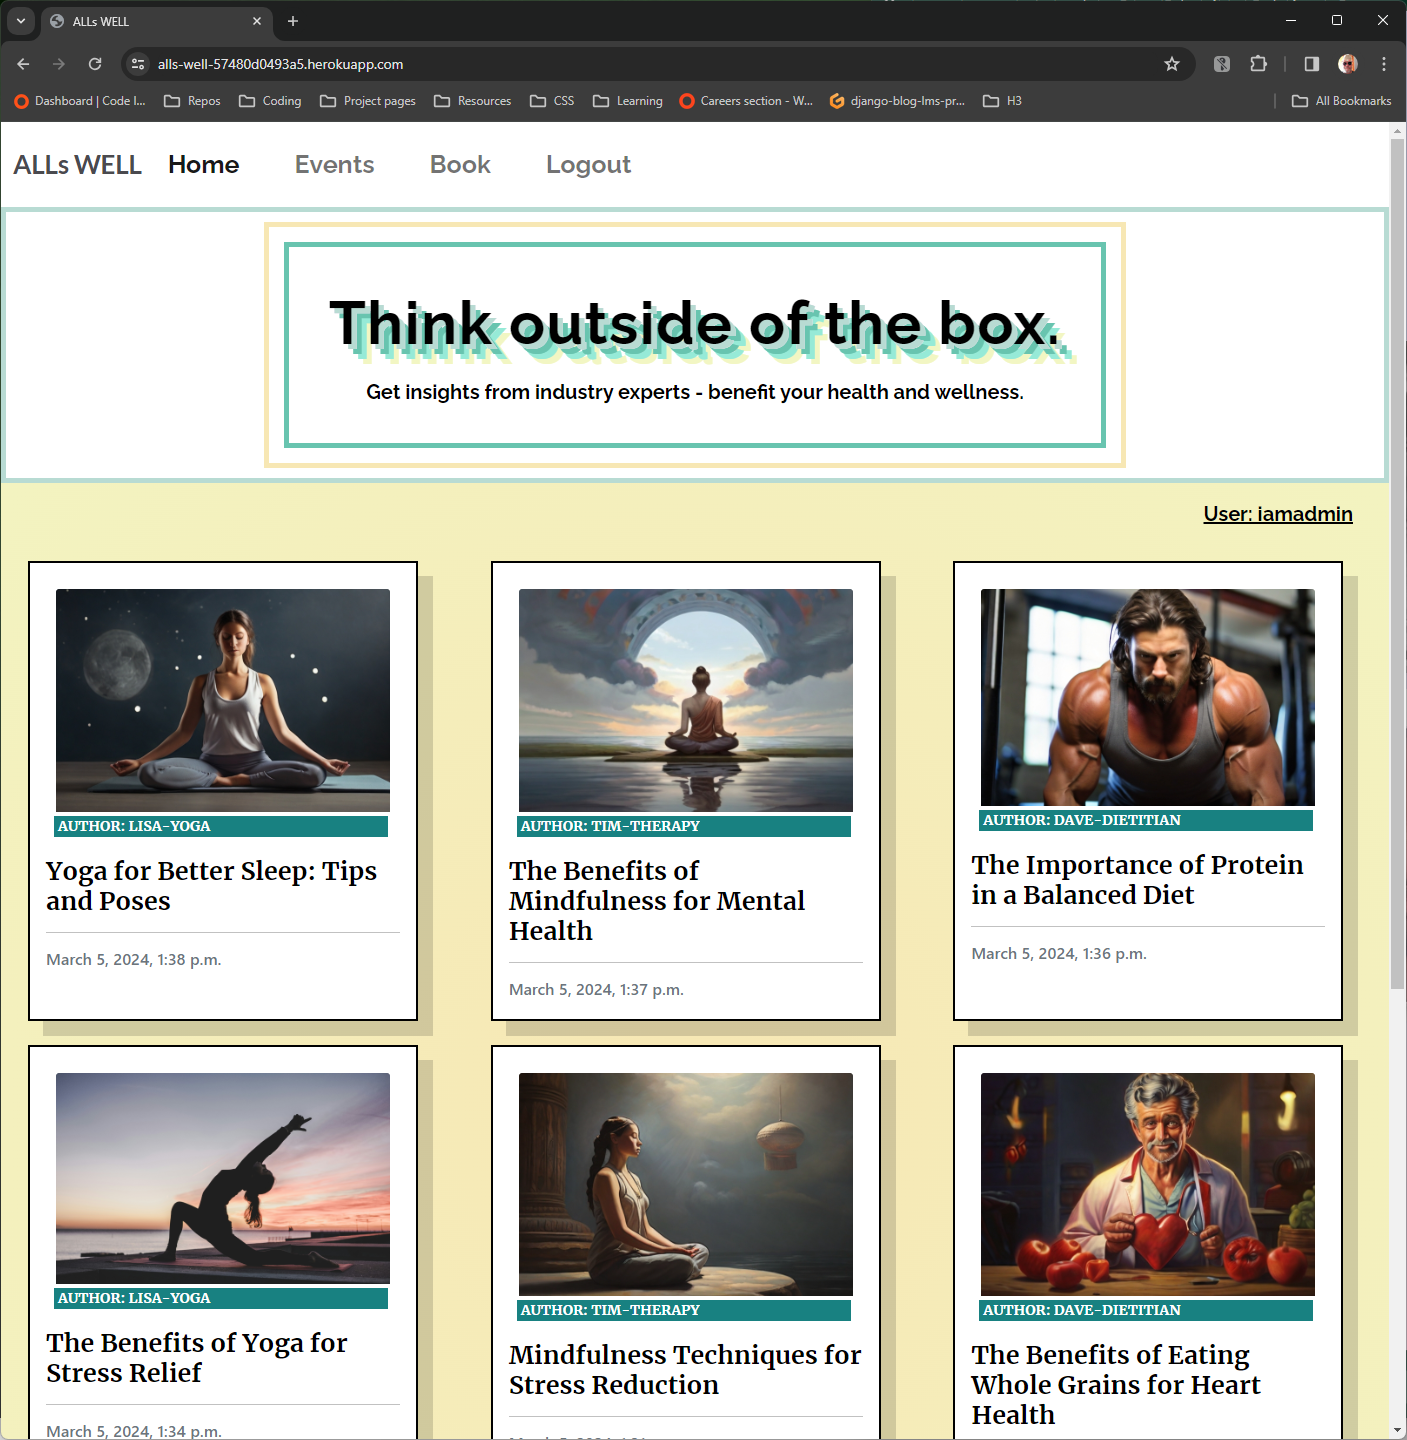 ALLs WELL
alls-well-57480d0493a5.herokuapp.com
Dashboard | Code I... Repos Coding Project pages Resources CSS Learning Careers section - W... django-blog-lms-pr... H3 All Bookmarks
ALLs WELL Home Events Book Logout
Think outside of the box.
Get insights from industry experts - benefit your health and wellness.
User: iamadmin
AUTHOR: LISA-YOGA
Yoga for Better Sleep: Tips
and Poses
March 5, 2024, 1:38 p.m.
AUTHOR: TIM-THERAPY
The Benefits of
Mindfulness for Mental
Health
March 5, 2024, 1:37 p.m.
AUTHOR: DAVE-DIETITIAN
The Importance of Protein
in a Balanced Diet
March 5, 2024, 1:36 p.m.
AUTHOR: LISA-YOGA
The Benefits of Yoga for
Stress Relief
March 5, 2024, 1:34 p.m.
AUTHOR: TIM-THERAPY
Mindfulness Techniques for
Stress Reduction
AUTHOR: DAVE-DIETITIAN
The Benefits of Eating
Whole Grains for Heart
Health